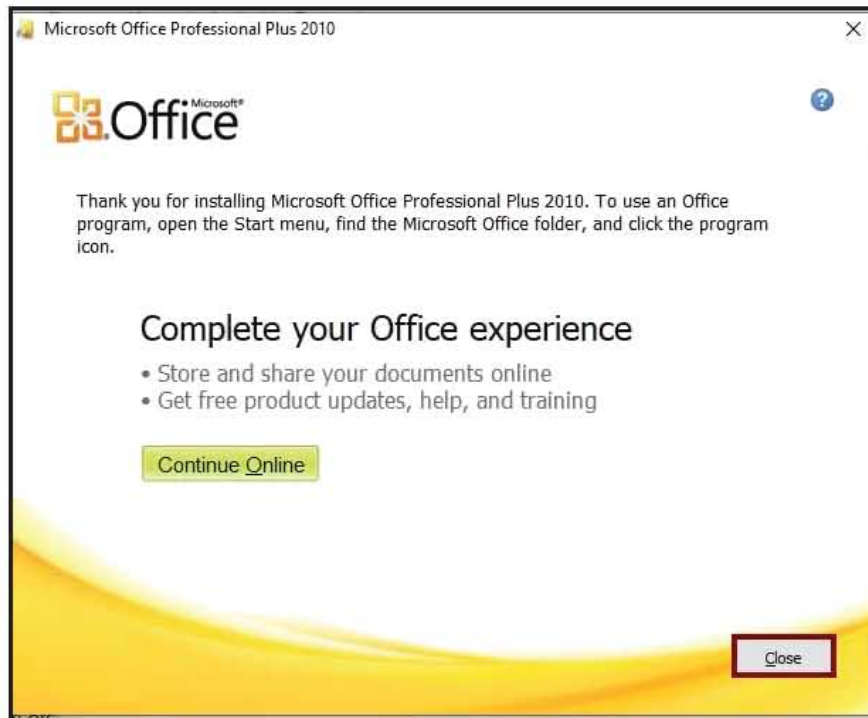 Microsoft Office Professional Plus 2010
Microsoft®
Office
Thank you for installing Microsoft Office Professional Plus 2010. To use an Office
program, open the Start menu, find the Microsoft Office folder, and click the program
icon.
Complete your Office experience
• Store and share your documents online
• Get free product updates, help, and training
Continue Online
Close